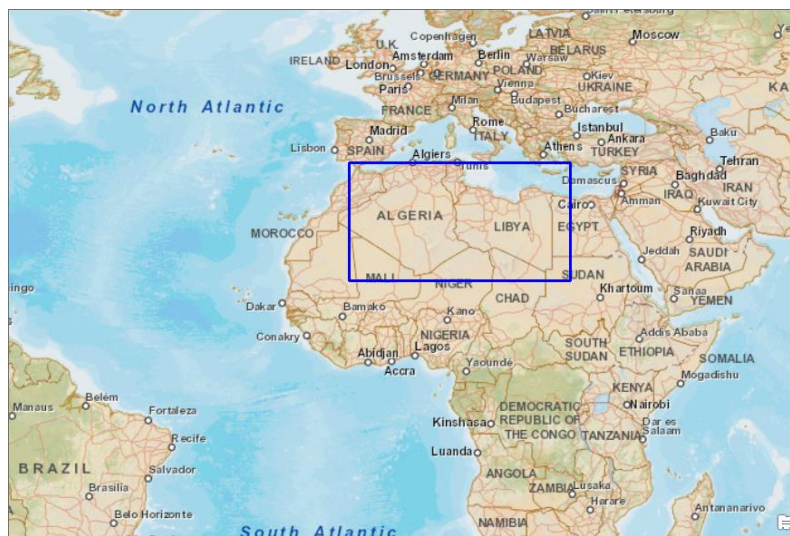 Saint Petersburg
Copenhagen
LATVIA
Moscow
U.K.
BELARUS
IRELAND
Amsterdam
Berlin
London
Warsaw
Brussels
GERMANY
POLAND
Kiev
Paris
Vienna
UKRAINE
KA
FRANCE
Milan
Budapest
North Atlantic
Bucharest
Rome
ITALY
Istanbul
Madrid
Baku
Lisbon
SPAIN
Algiers
Athens
Ankara
TURKEY
Tunis
Tehran
Damascus
SYRIA
Baghdad
IRAQ
IRAN
Amman
Cairo
Kuwait City
ALGERIA
LIBYA
EGYPT
MOROCCO
Riyadh
Jeddah
SAUDI
ARABIA
MALI
NIGER
SUDAN
Khartoum
Sanaa
YEMEN
ingo
CHAD
Dakar
Bamako
Kano
Conakry
NIGERIA
Addis Ababa
Abidjan
Lagos
SOUTH
SUDAN
ETHIOPIA
SOMALIA
Accra
Yaoundé
Mogadishu
KENYA
Belém
Nairobi
Manaus
Fortaleza
DEMOCRATIC
REPUBLIC OF
THE CONGO
Kinshasa
Dar es
Salaam
TANZANIA
Recife
Luanda
BRAZIL
Salvador
ANGOLA
ZAMBIA
Lusaka
Brasilia
Harare
Antananarivo
Belo Horizonte
NAMIBIA
South Atlantic